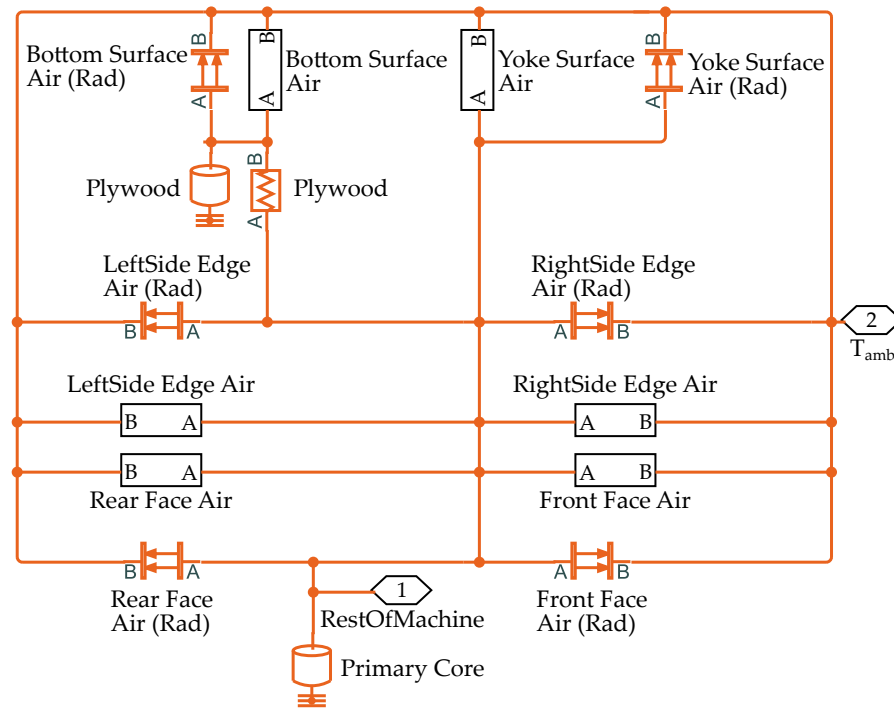 Bottom Surface
Air (Rad)
B
A
B
A
Bottom Surface
Air
B
A
Yoke Surface
Air
B
A
Yoke Surface
Air (Rad)
Plywood
B
A
Plywood
LeftSide Edge
Air (Rad)
B
A
RightSide Edge
Air (Rad)
A
B
2
T_amb
LeftSide Edge Air
B
A
RightSide Edge Air
A
B
B
A
Rear Face Air
A
B
Front Face Air
B
A
Rear Face
Air (Rad)
A
B
Front Face
Air (Rad)
1
RestOfMachine
Primary Core